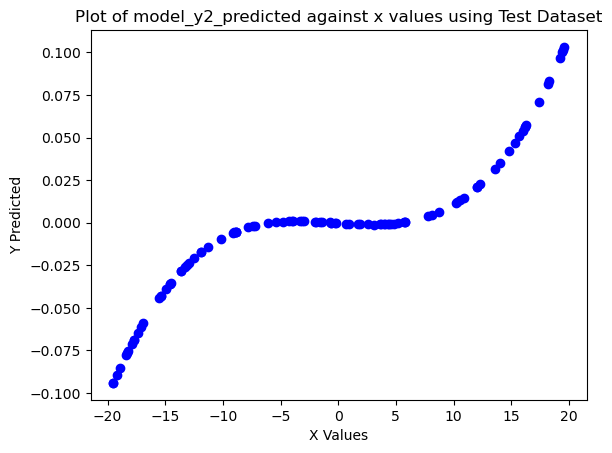 Plot of model_y2_predicted against x values using Test Dataset
0.100
0.075
0.050
0.025
0.000
−0.025
−0.050
−0.075
−0.100
Y Predicted
−20 −15 −10 −5 0 5 10 15 20
X Values